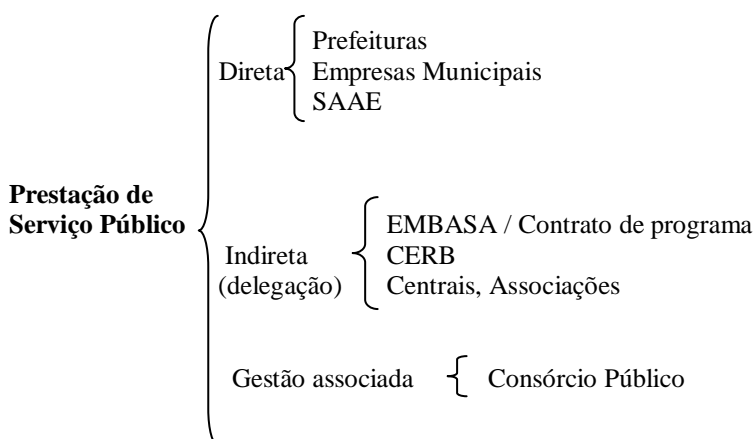 Prestação de
Serviço Público
Direta
Prefeituras
Empresas Municipais
SAAE
Indireta
(delegação)
EMBASA / Contrato de programa
CERB
Centrais, Associações
Gestão associada
Consórcio Público